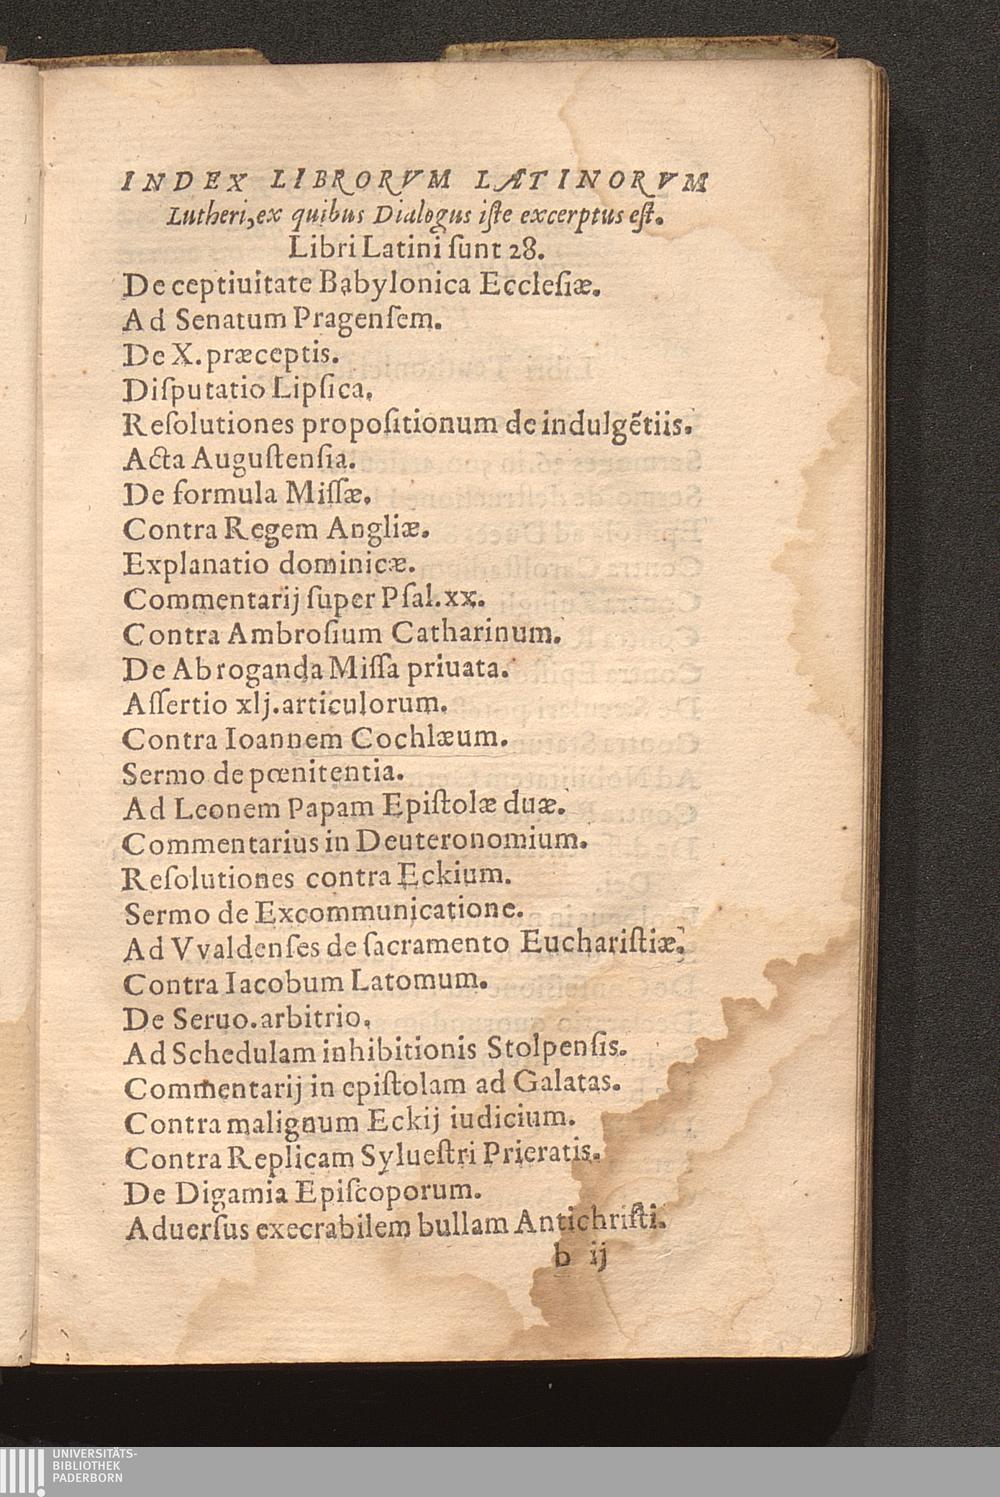 INDEX LIBRORVM LATINORVM
Lutheri, ex quibus Dialogus iſte excerptus eſt.
Libri Latini ſunt 28.
De ceptiuitate Babylonica Eccleſiæ.
Ad Senatum Pragenſem.
De X. præceptis.
Diſputatio Lipſica.
Reſolutiones propoſitionum de indulgẽtiis.
Acta Auguſtenſia.
De formula Miſſæ.
Contra Regem Angliæ.
Explanatio dominicæ.
Commentarij ſuper Pſal. xx.
Contra Ambroſium Catharinum.
De Abroganda Miſſa priuata.
Aſſertio xlj. articulorum.
Contra Ioannem Cochlæum.
Sermo de pœnitentia.
Ad Leonem Papam Epiſtolæ duæ.
Commentarius in Deuteronomium.
Reſolutiones contra Eckium.
Sermo de Excommunicatione.
Ad Vvaldenſes de ſacramento Euchariſtiæ.
Contra Iacobum Latomum.
De Seruo. arbitrio.
Ad Schedulam inhibitionis Stolpenſis.
Commentarij in epiſtolam ad Galatas.
Contra malignum Eckij iudicium.
Contra Replicam Sylueſtri Prieratis.
De Digamia Epiſcoporum.
Aduerſus execrabilem bullam Antichriſti.
b ij
UNIVERSITÄTS-
BIBLIOTHEK
PADERBORN